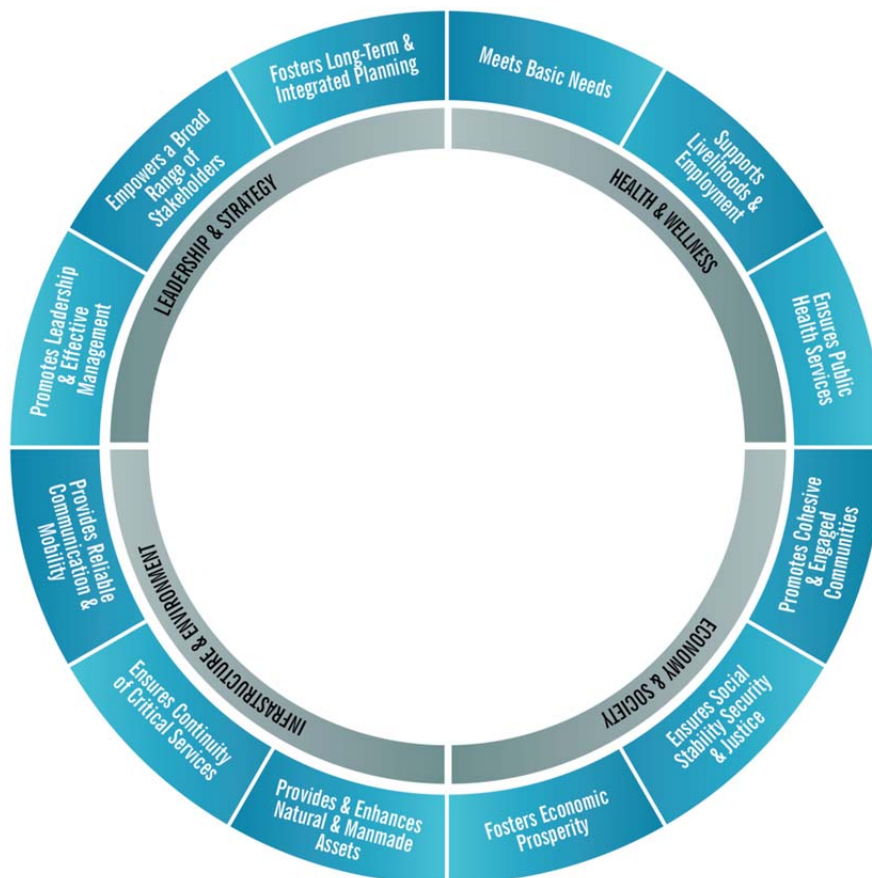 Fosters Long-Term &
Integrated Planning
Meets Basic Needs
Supports
Livelihoods &
Employment
Ensures Public
Health Services
Promotes Cohesive
& Engaged
Communities
Ensures Social
Stability Security
& Justice
Fosters Economic
Prosperity
Provides & Enhances
Natural & Manmade
Assets
Ensures Continuity
of Critical Services
Provides Reliable
Communication &
Mobility
Promotes Leadership
& Effective
Management
Empowers a Broad
Range of
Stakeholders
LEADERSHIP & STRATEGY
HEALTH & WELLNESS
ECONOMY & SOCIETY
INFRASTRUCTURE & ENVIRONMENT